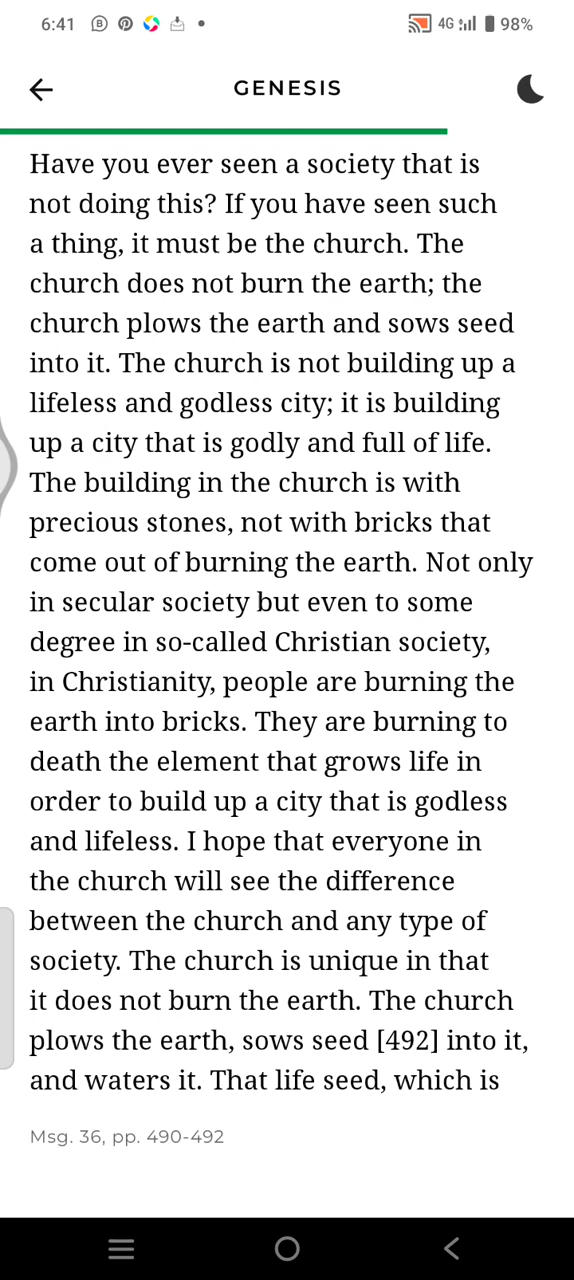 6:41
4G
98%
GENESIS
Have you ever seen a society that is
not doing this? If you have seen such
a thing, it must be the church. The
church does not burn the earth; the
church plows the earth and sows seed
into it. The church is not building up a
lifeless and godless city; it is building
up a city that is godly and full of life.
The building in the church is with
precious stones, not with bricks that
come out of burning the earth. Not only
in secular society but even to some
degree in so-called Christian society,
in Christianity, people are burning the
earth into bricks. They are burning to
death the element that grows life in
order to build up a city that is godless
and lifeless. I hope that everyone in
the church will see the difference
between the church and any type of
society. The church is unique in that
it does not burn the earth. The church
plows the earth, sows seed [492] into it,
and waters it. That life seed, which is
Msg. 36, pp. 490-492